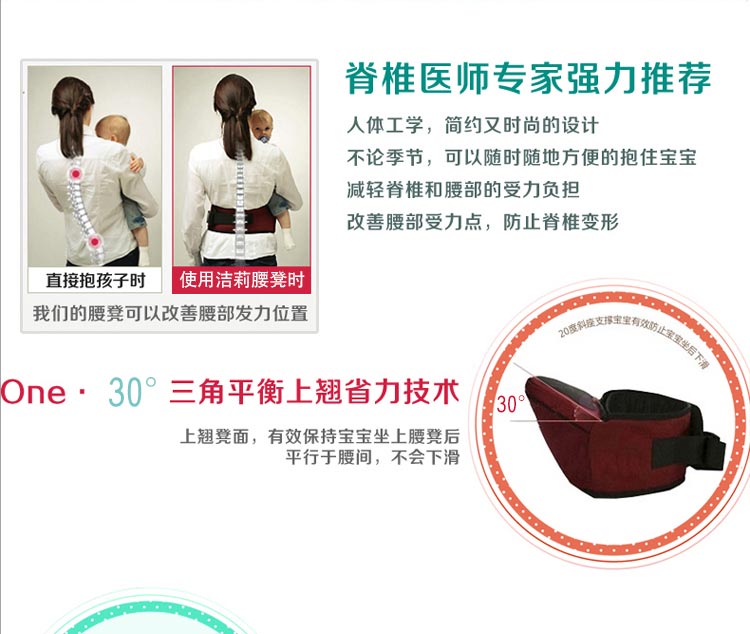 脊椎医师专家强力推荐
人体工学，简约又时尚的设计
不论季节，可以随时随地方便的抱住宝宝
减轻脊椎和腰部的受力负担
改善腰部受力点，防止脊椎变形
直接抱孩子时
使用洁莉腰凳时
我们的腰凳可以改善腰部发力位置
One · 30° 三角平衡上翘省力技术
上翘凳面，有效保持宝宝坐上腰凳后
平行于腰间，不会下滑
20度斜座支撑宝宝有效防止宝宝坐后下滑
30°